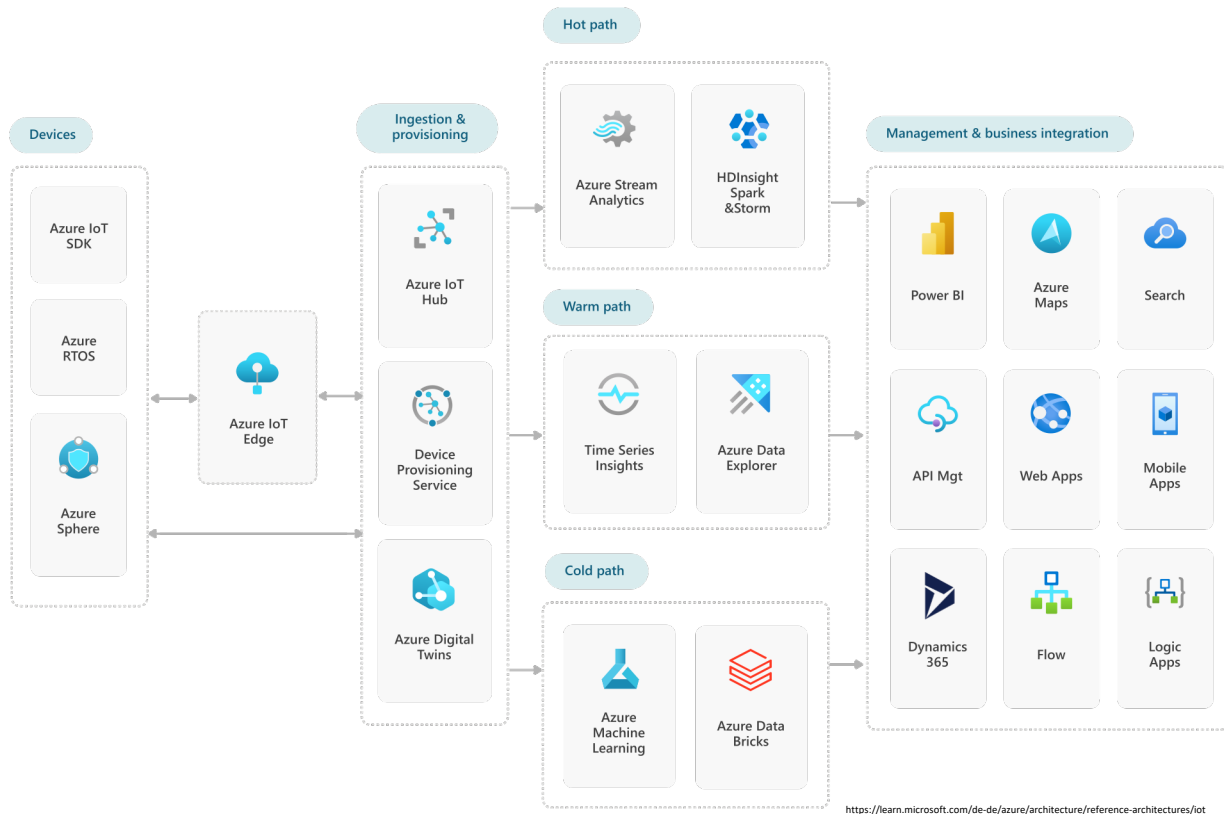 Devices
Azure IoT
SDK
Azure
RTOS
Azure
Sphere
Azure IoT
Edge
Ingestion &
provisioning
Azure IoT
Hub
Device
Provisioning
Service
Azure Digital
Twins
Hot path
Azure Stream
Analytics
HDInsight
Spark
&Storm
Warm path
Time Series
Insights
Azure Data
Explorer
Cold path
Azure
Machine
Learning
Azure Data
Bricks
Management & business integration
Power BI
Azure
Maps
Search
API Mgt
Web Apps
Mobile
Apps
Dynamics
365
Flow
Logic
Apps
https://learn.microsoft.com/de-de/azure/architecture/reference-architectures/iot